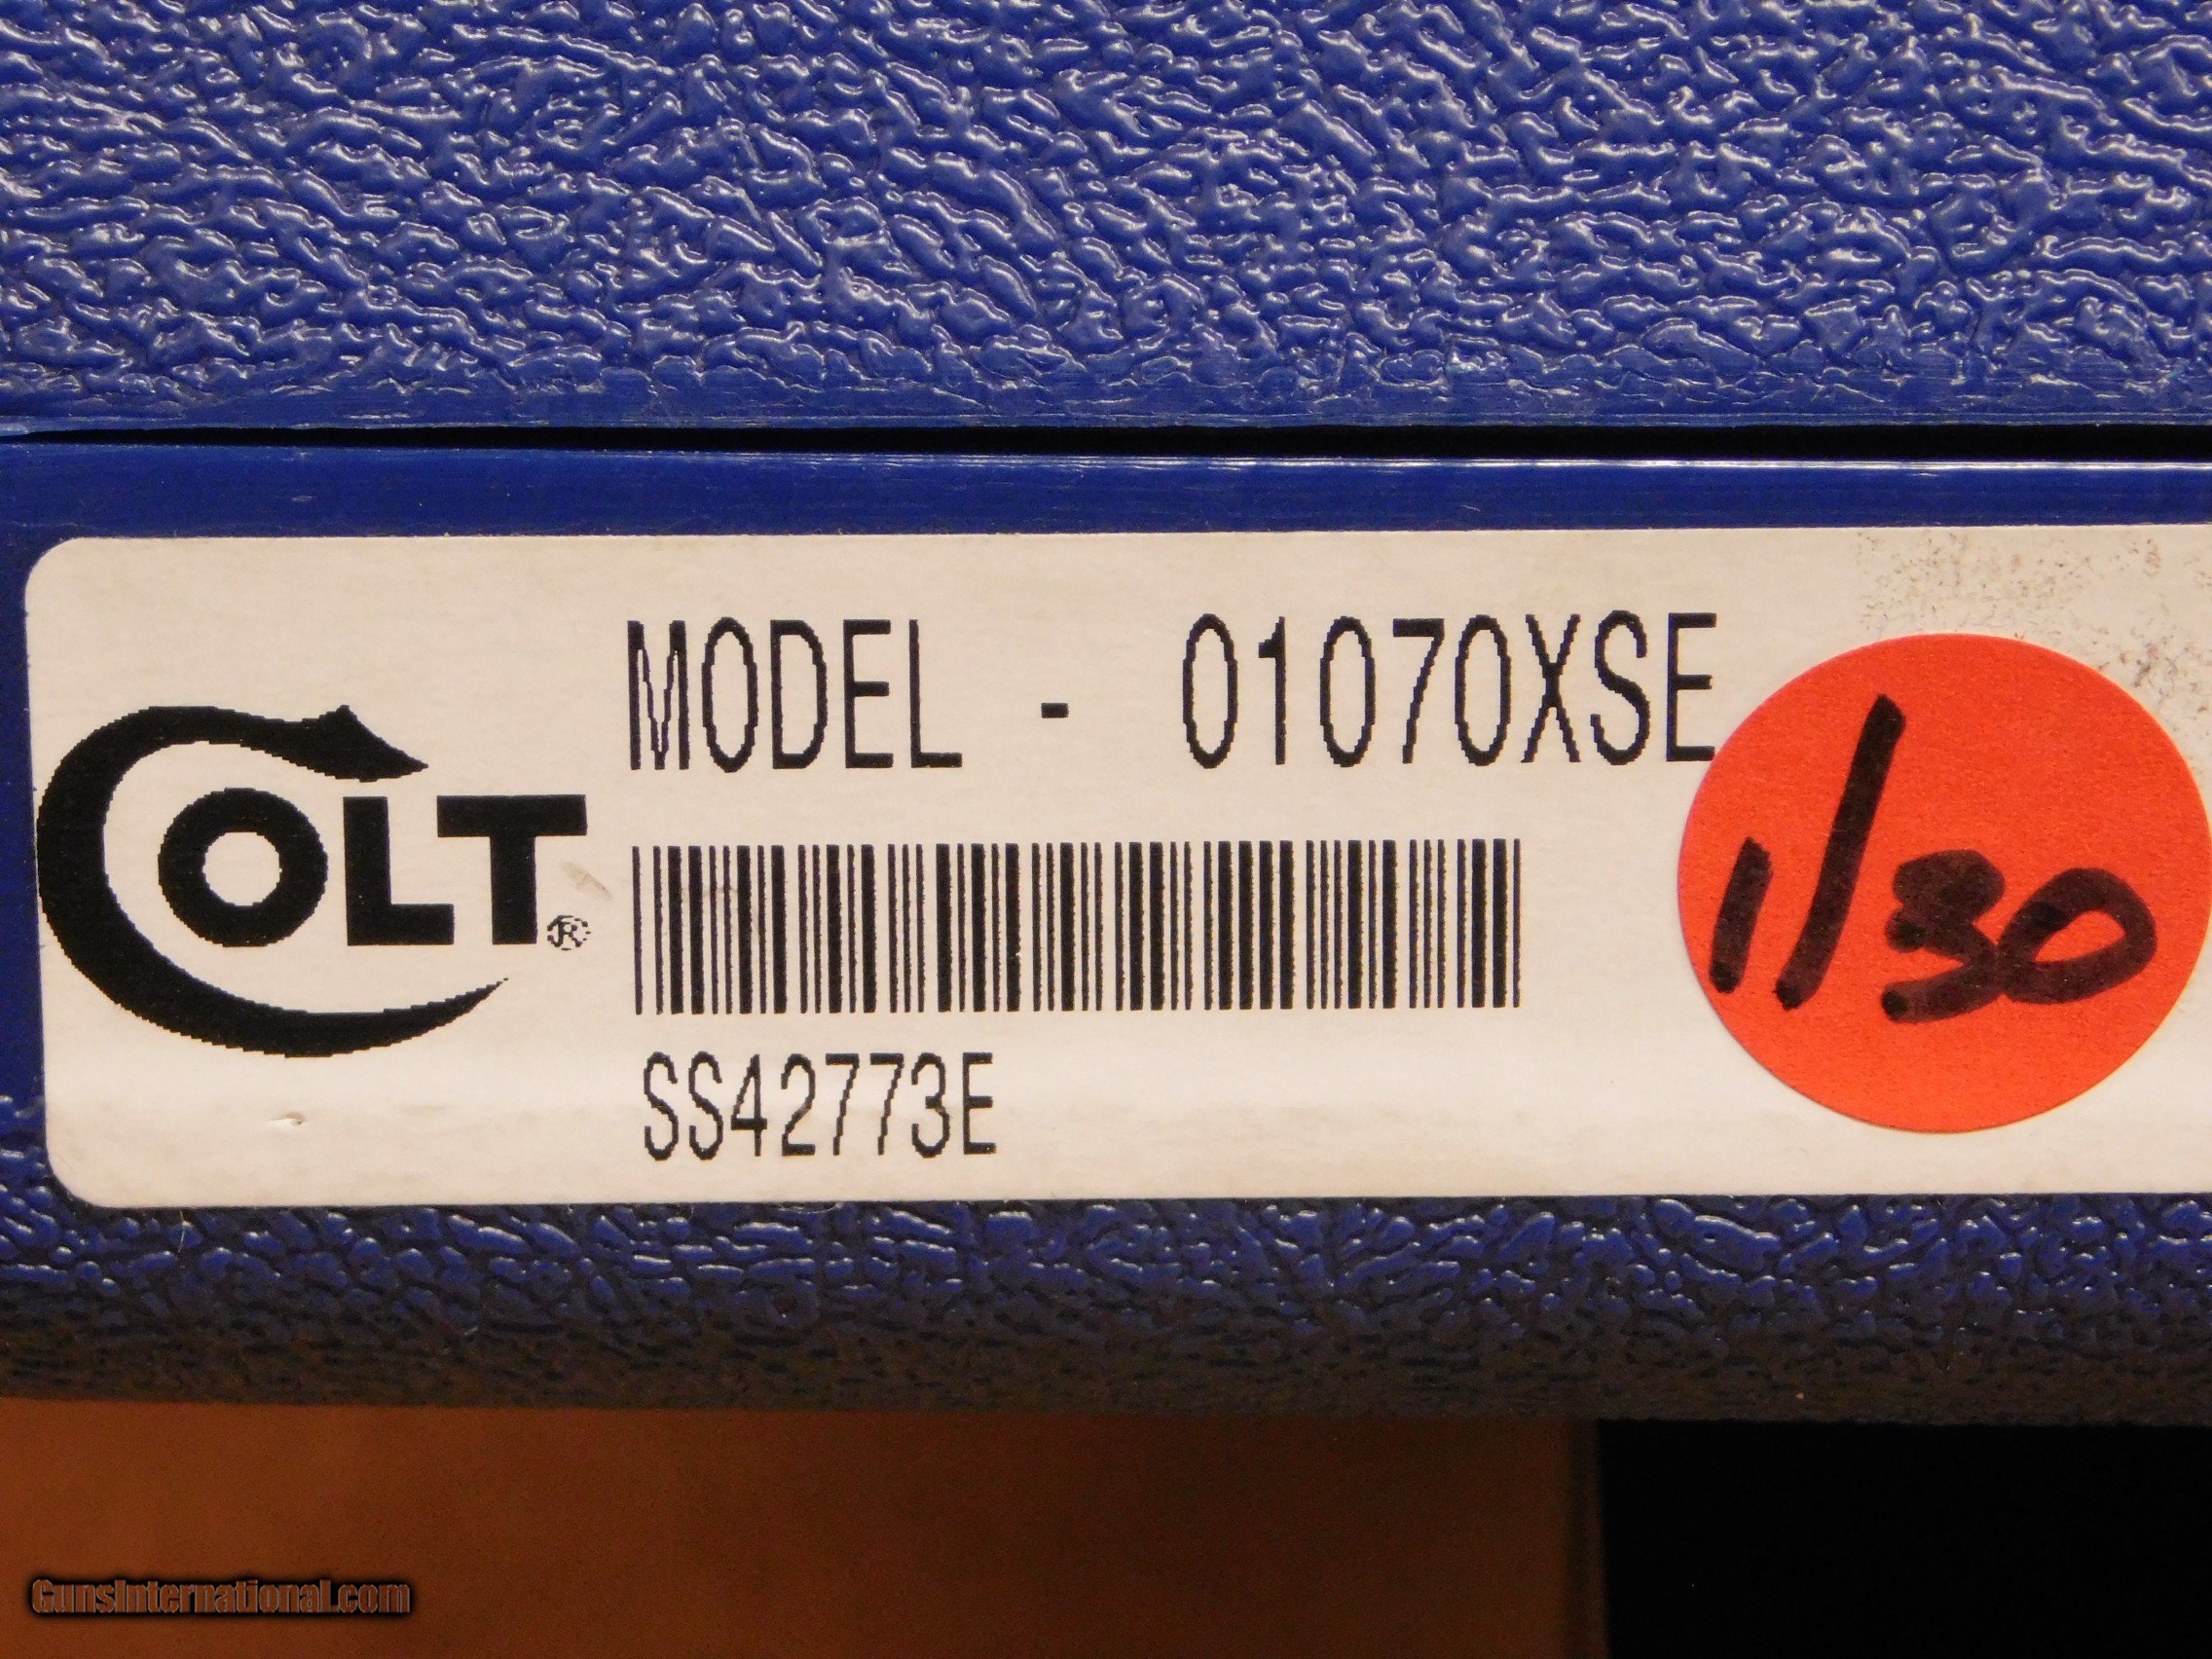 MODEL - 01070XSE
COLT®
SS42773E
1/30
GunsInternational.com